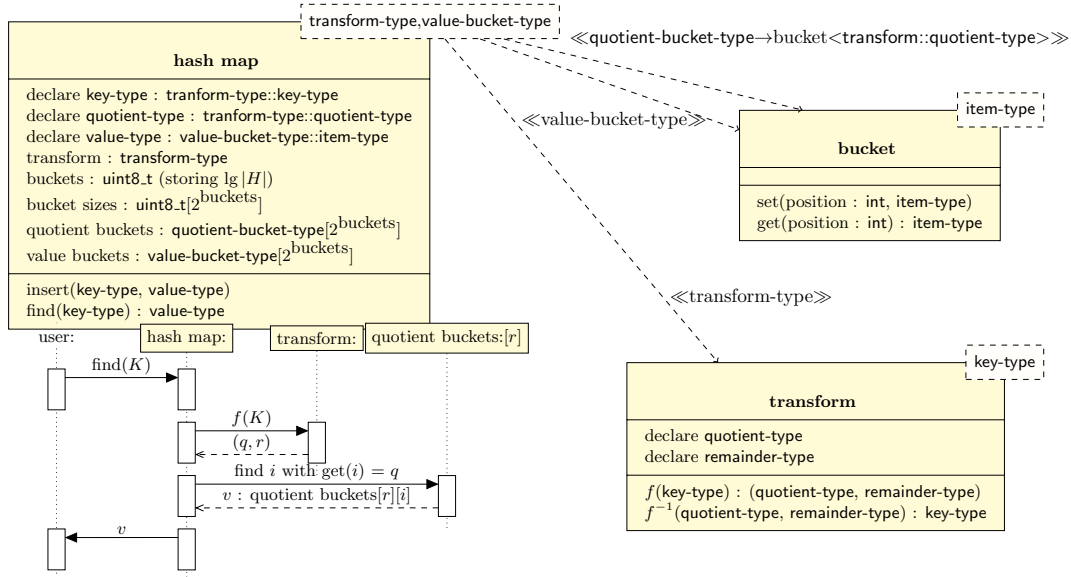 transform-type,value-bucket-type
≪quotient-bucket-type→bucket<transform::quotient-type>≫
hash map
declare key-type : tranform-type::key-type
declare quotient-type : tranform-type::quotient-type
declare value-type : value-bucket-type::item-type
transform : transform-type
buckets : uint8_t (storing lg |H|)
bucket sizes : uint8_t[2^buckets]
quotient buckets : quotient-bucket-type[2^buckets]
value buckets : value-bucket-type[2^buckets]
insert(key-type, value-type)
find(key-type) : value-type
≪value-bucket-type≫
item-type
bucket
set(position : int, item-type)
get(position : int) : item-type
≪transform-type≫
key-type
transform
declare quotient-type
declare remainder-type
f(key-type) : (quotient-type, remainder-type)
f⁻¹(quotient-type, remainder-type) : key-type
user:
hash map:
transform:
quotient buckets:[r]
find(K)
f(K)
(q, r)
find i with get(i) = q
v : quotient buckets[r][i]
v